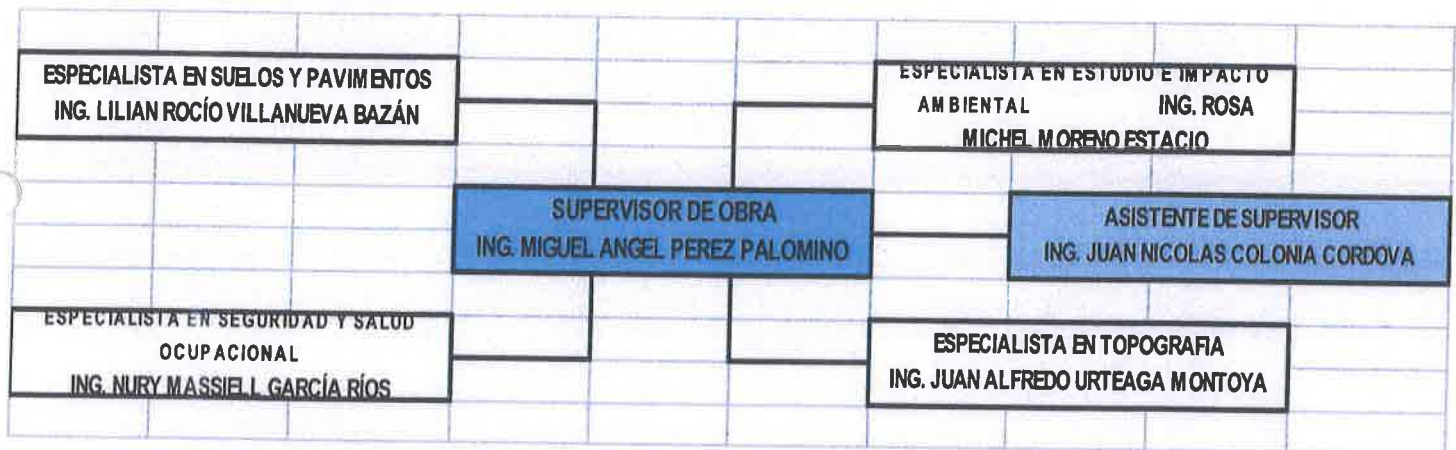 ESPECIALISTA EN SUELOS Y PAVIMENTOS
ING. LILIAN ROCÍO VILLANUEVA BAZÁN
ESPECIALISTA EN ESTUDIO E IMPACTO
AMBIENTAL ING. ROSA
MICHEL MORENO ESTACIO
SUPERVISOR DE OBRA
ING. MIGUEL ANGEL PEREZ PALOMINO
ASISTENTE DE SUPERVISOR
ING. JUAN NICOLAS COLONIA CORDOVA
ESPECIALISTA EN SEGURIDAD Y SALUD
OCUPACIONAL
ING. NURY MASSIELL GARCÍA RÍOS
ESPECIALISTA EN TOPOGRAFIA
ING. JUAN ALFREDO URTEAGA MONTOYA